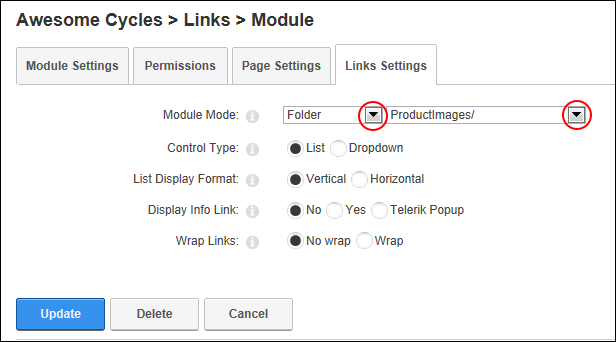 Awesome Cycles > Links > Module
Module Settings Permissions Page Settings Links Settings
Module Mode: Folder ProductImages/
Control Type: List Dropdown
List Display Format: Vertical Horizontal
Display Info Link: No Yes Telerik Popup
Wrap Links: No wrap Wrap
Update Delete Cancel